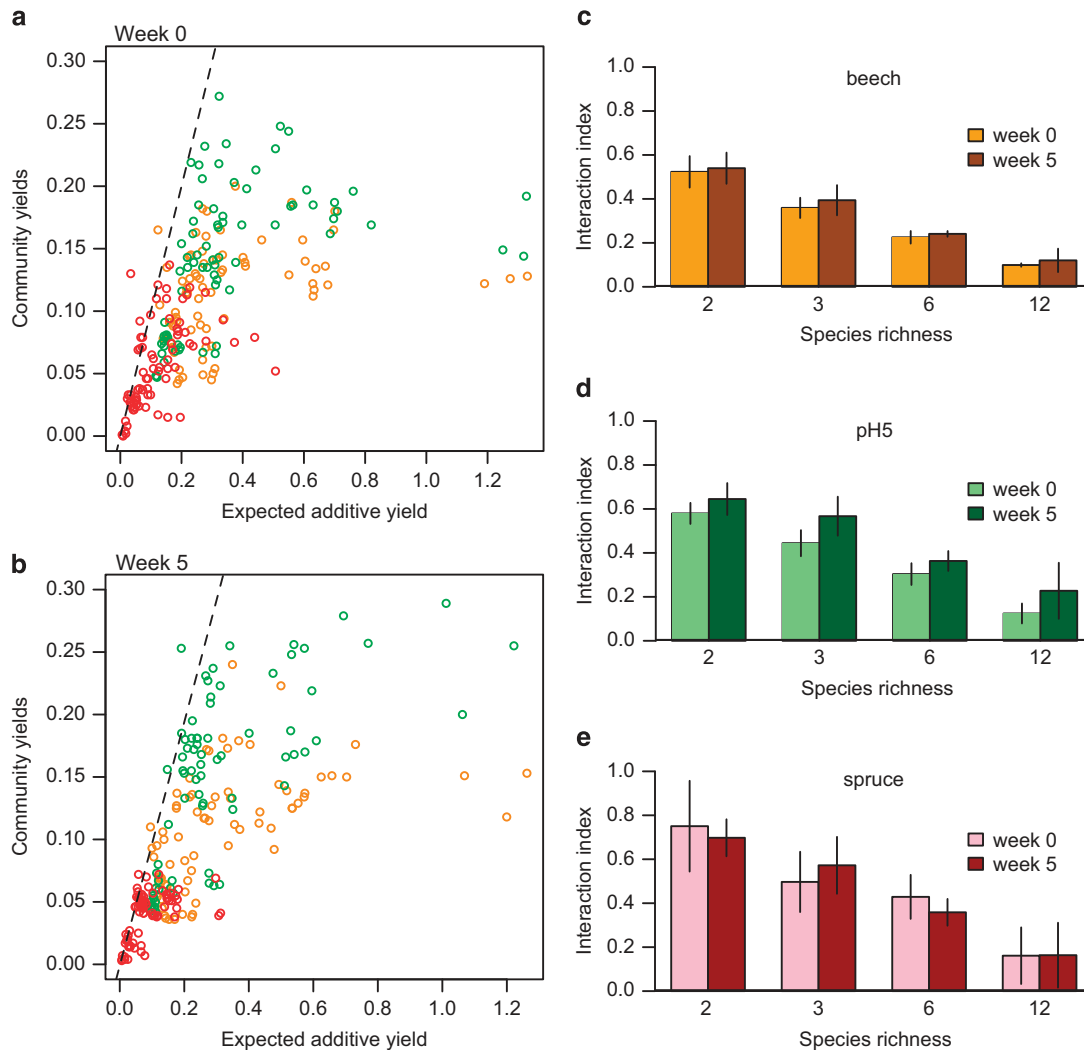 a
Week 0
0.30
0.25
0.20
0.15
0.10
0.05
0.00
Community yields
0.0 0.2 0.4 0.6 0.8 1.0 1.2
Expected additive yield
b
Week 5
0.30
0.25
0.20
0.15
0.10
0.05
0.00
Community yields
0.0 0.2 0.4 0.6 0.8 1.0 1.2
Expected additive yield
c
beech
1.0
0.8
0.6
0.4
0.2
0.0
Interaction index
week 0
week 5
2 3 6 12
Species richness
d
pH5
1.0
0.8
0.6
0.4
0.2
0.0
Interaction index
week 0
week 5
2 3 6 12
Species richness
e
spruce
1.0
0.8
0.6
0.4
0.2
0.0
Interaction index
week 0
week 5
2 3 6 12
Species richness